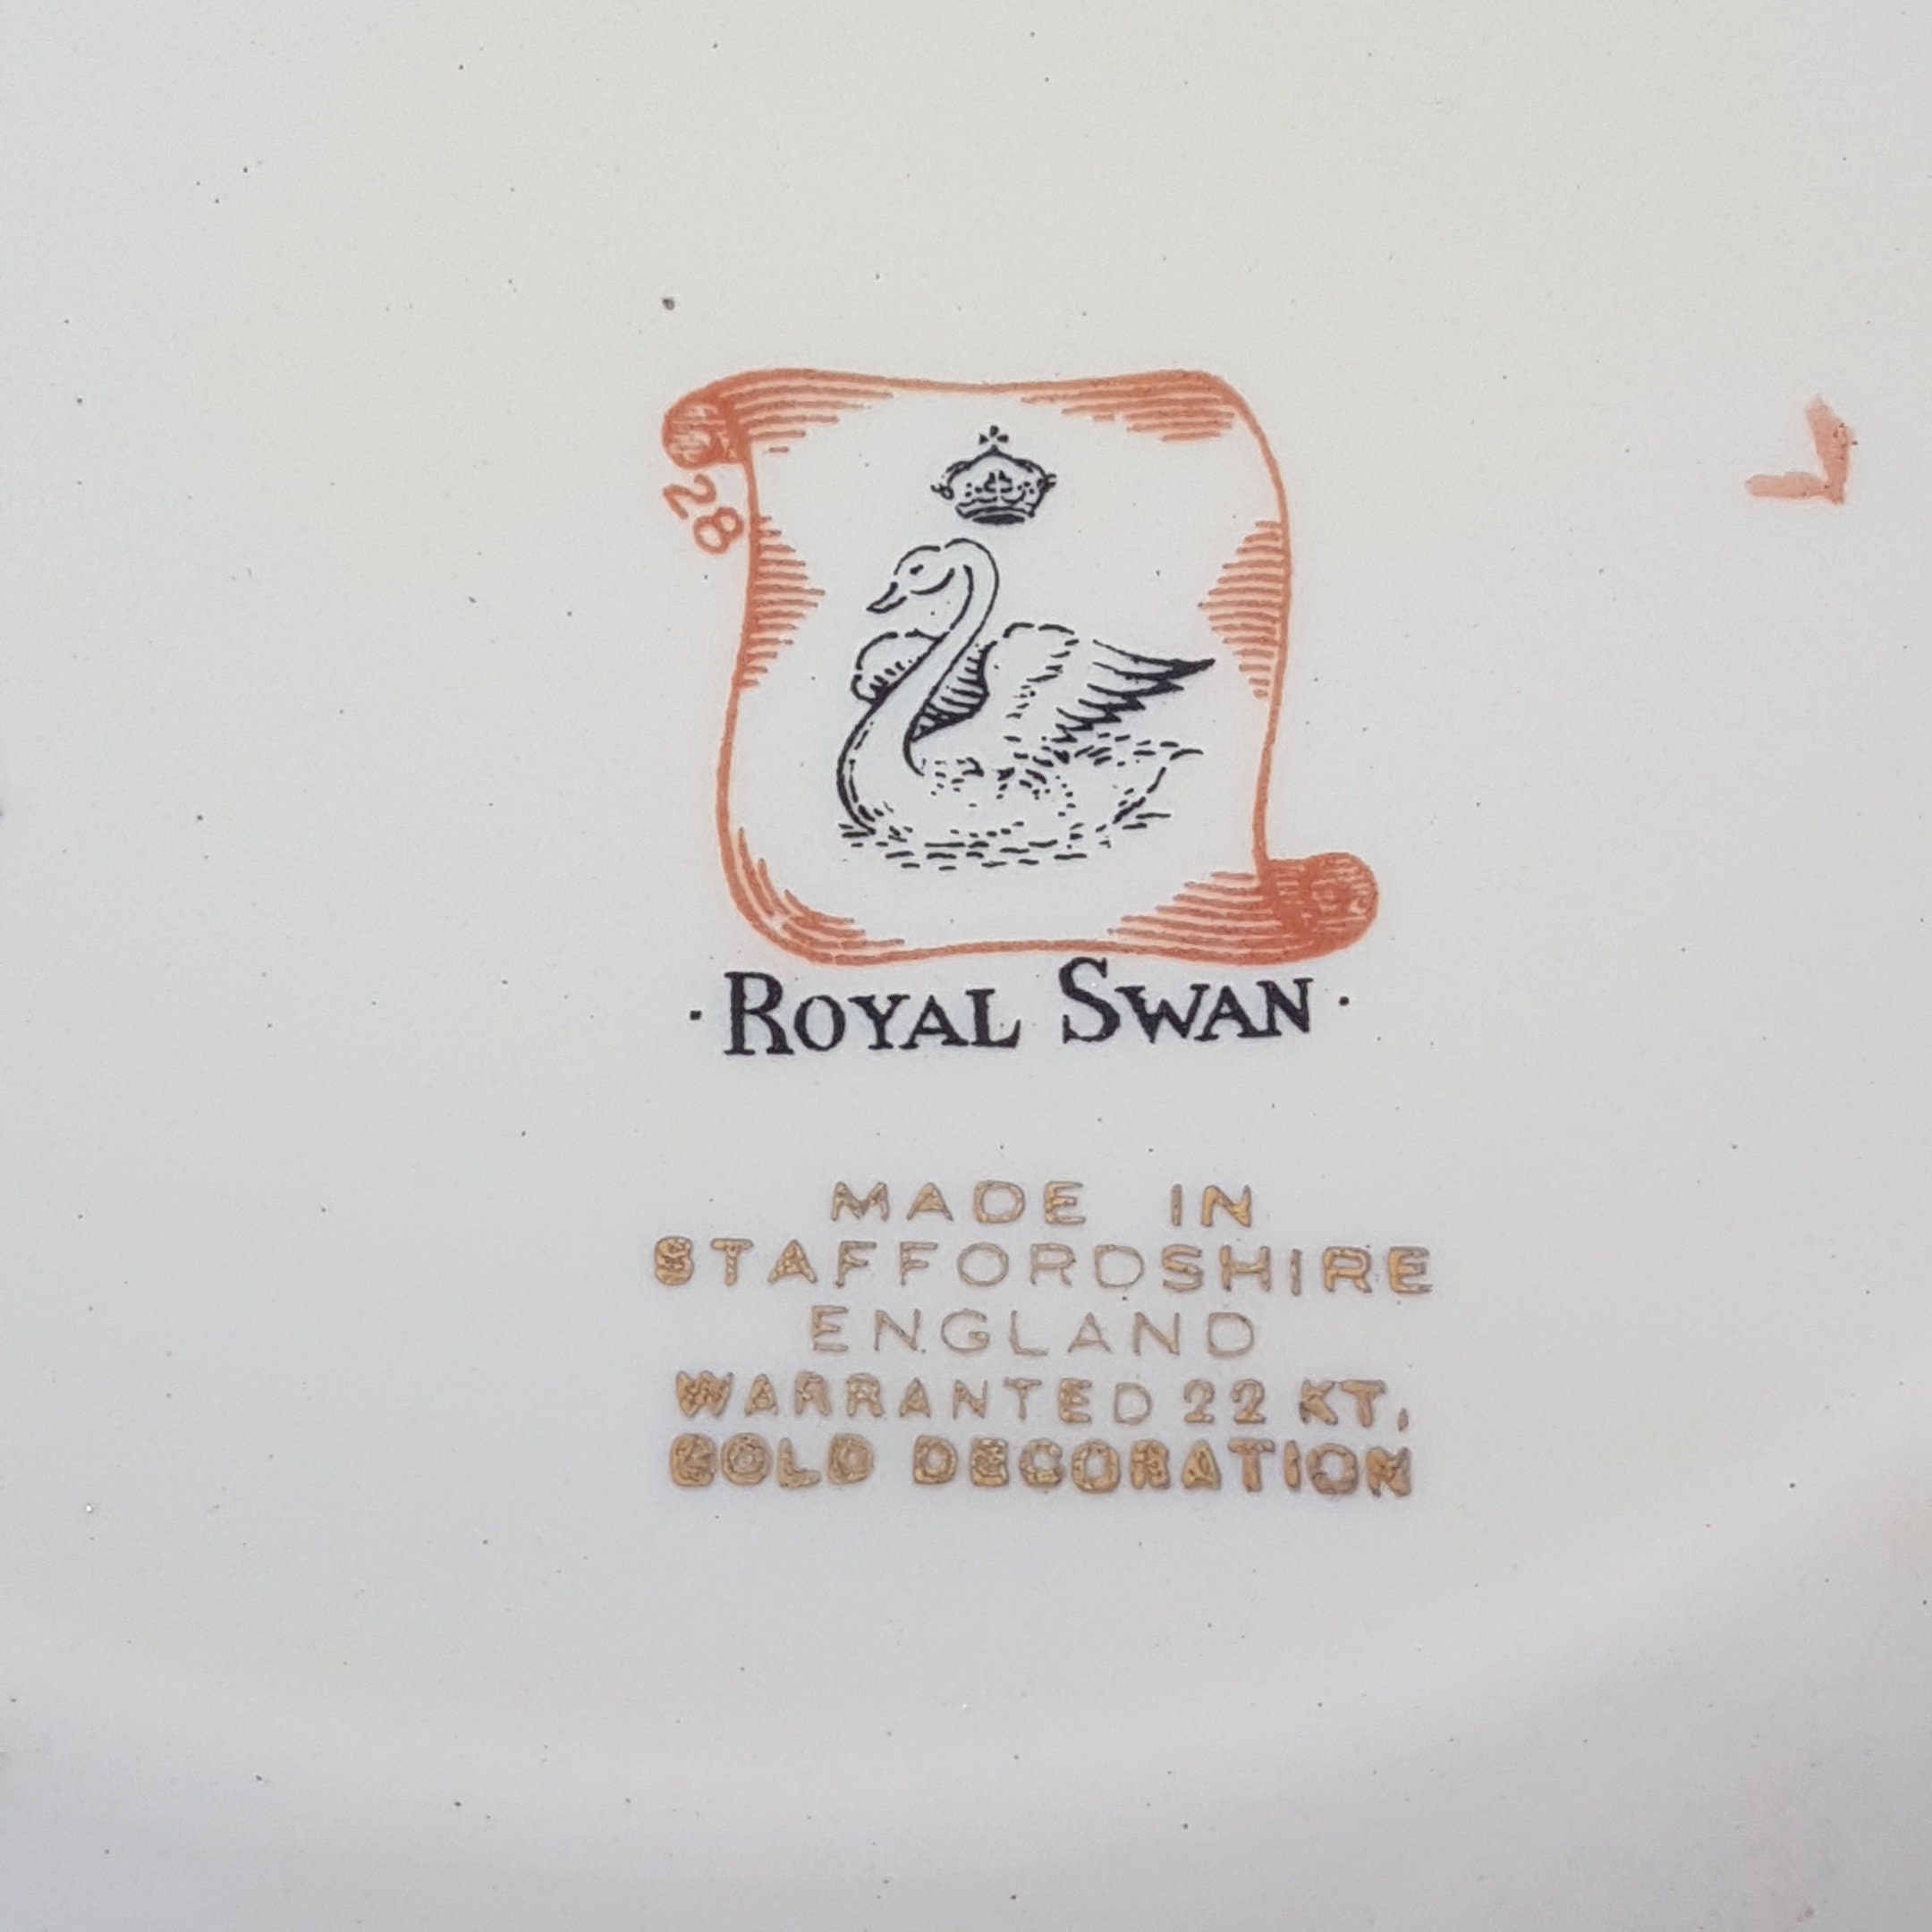 28
· ROYAL SWAN ·
MADE IN
STAFFORDSHIRE
ENGLAND
WARRANTED 22 KT.
GOLD DECORATION